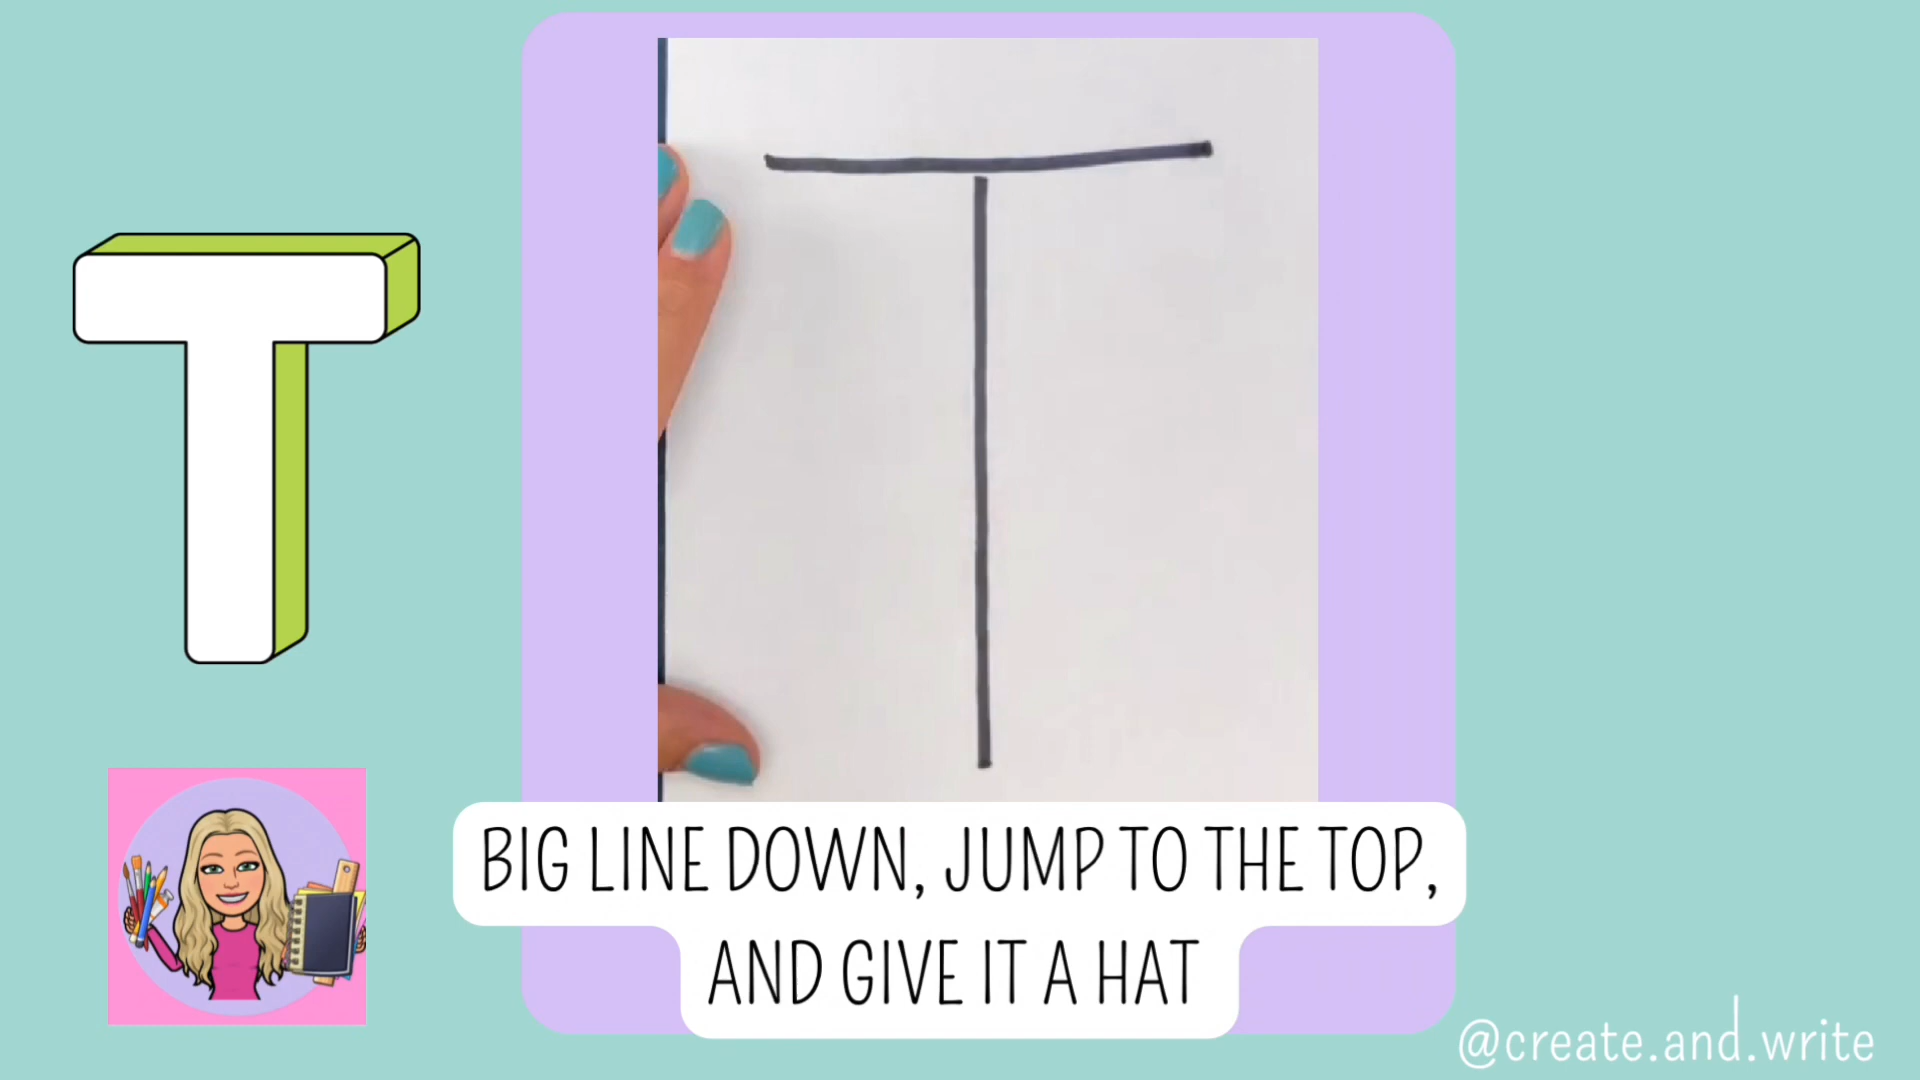 T
T
BIG LINE DOWN, JUMP TO THE TOP,
AND GIVE IT A HAT
@create.and.write